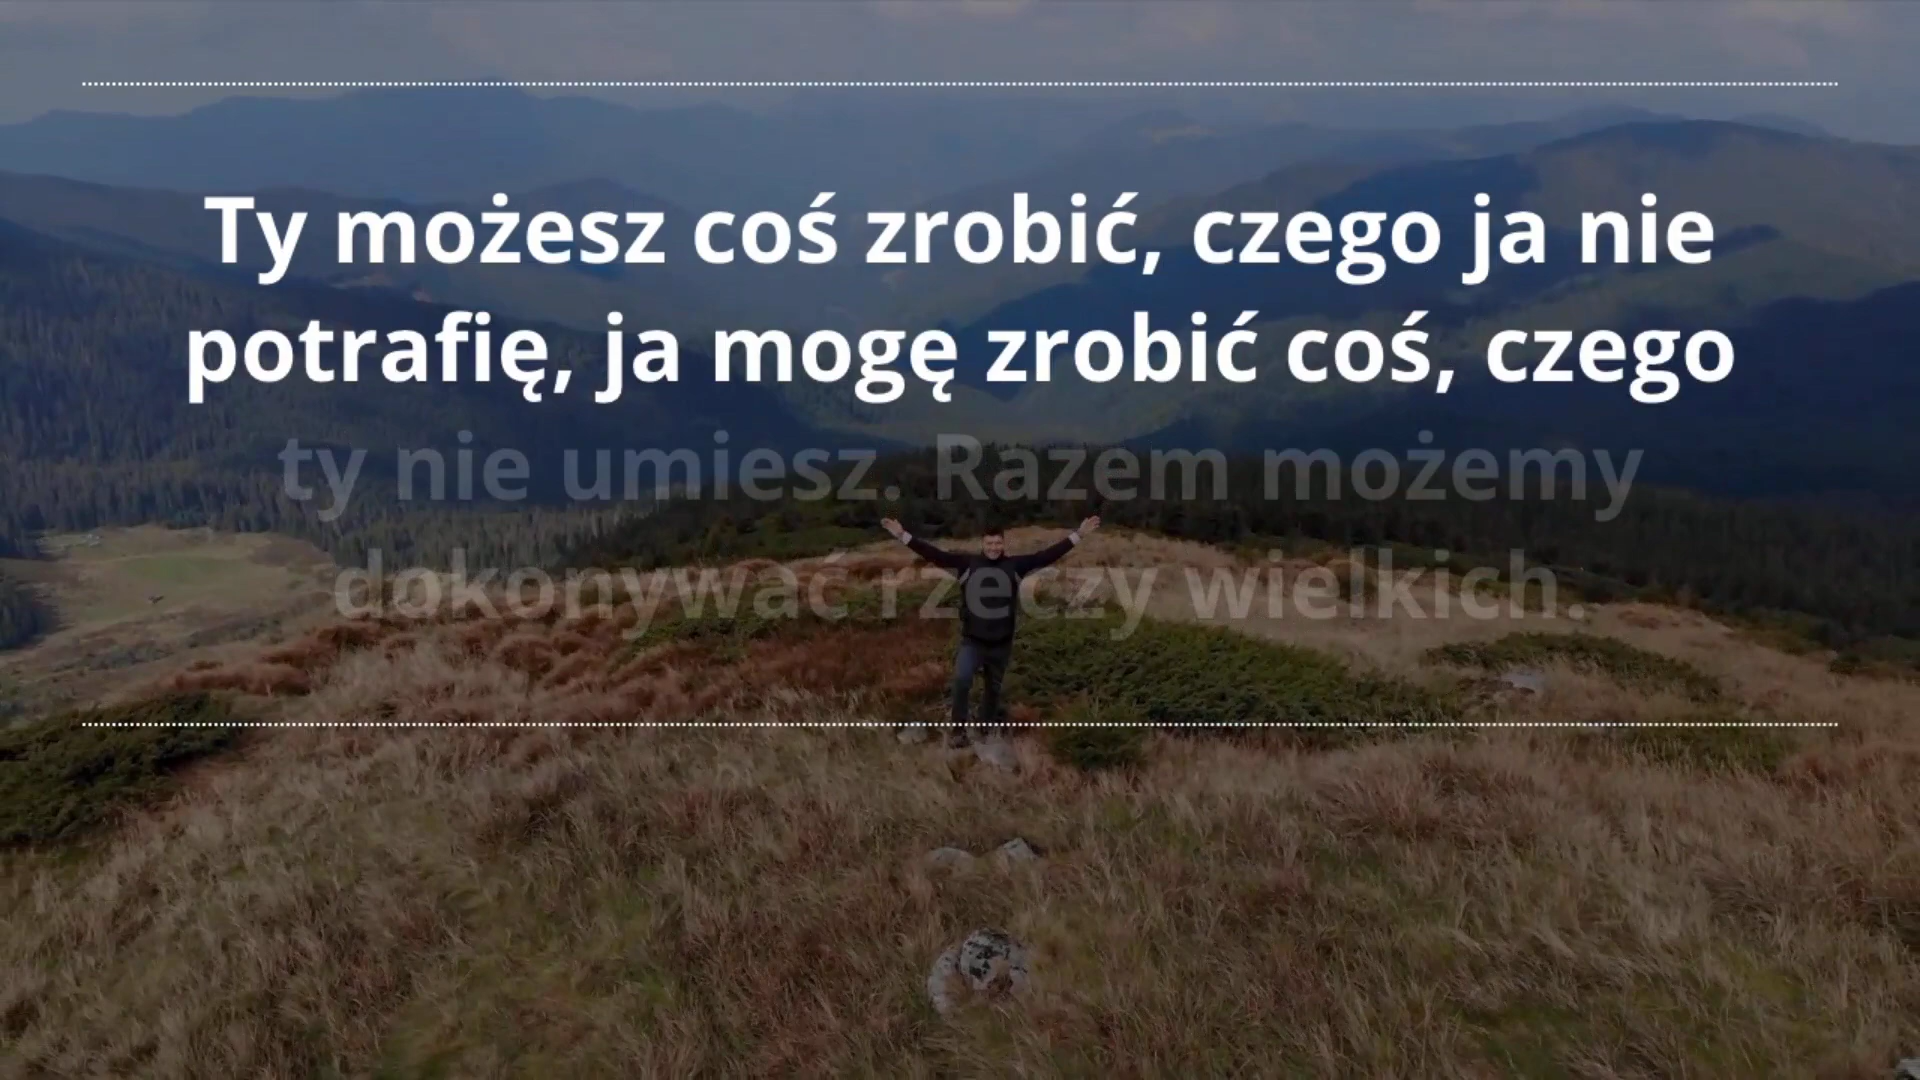 Ty możesz coś zrobić, czego ja nie
potrafię, ja mogę zrobić coś, czego
ty nie umiesz. Razem możemy
dokonywać rzeczy wielkich.